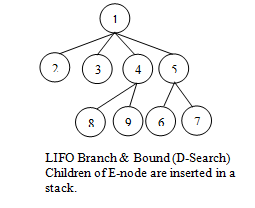 1
2 3 4 5
8 9 6 7
LIFO Branch & Bound (D-Search)
Children of E-node are inserted in a
stack.